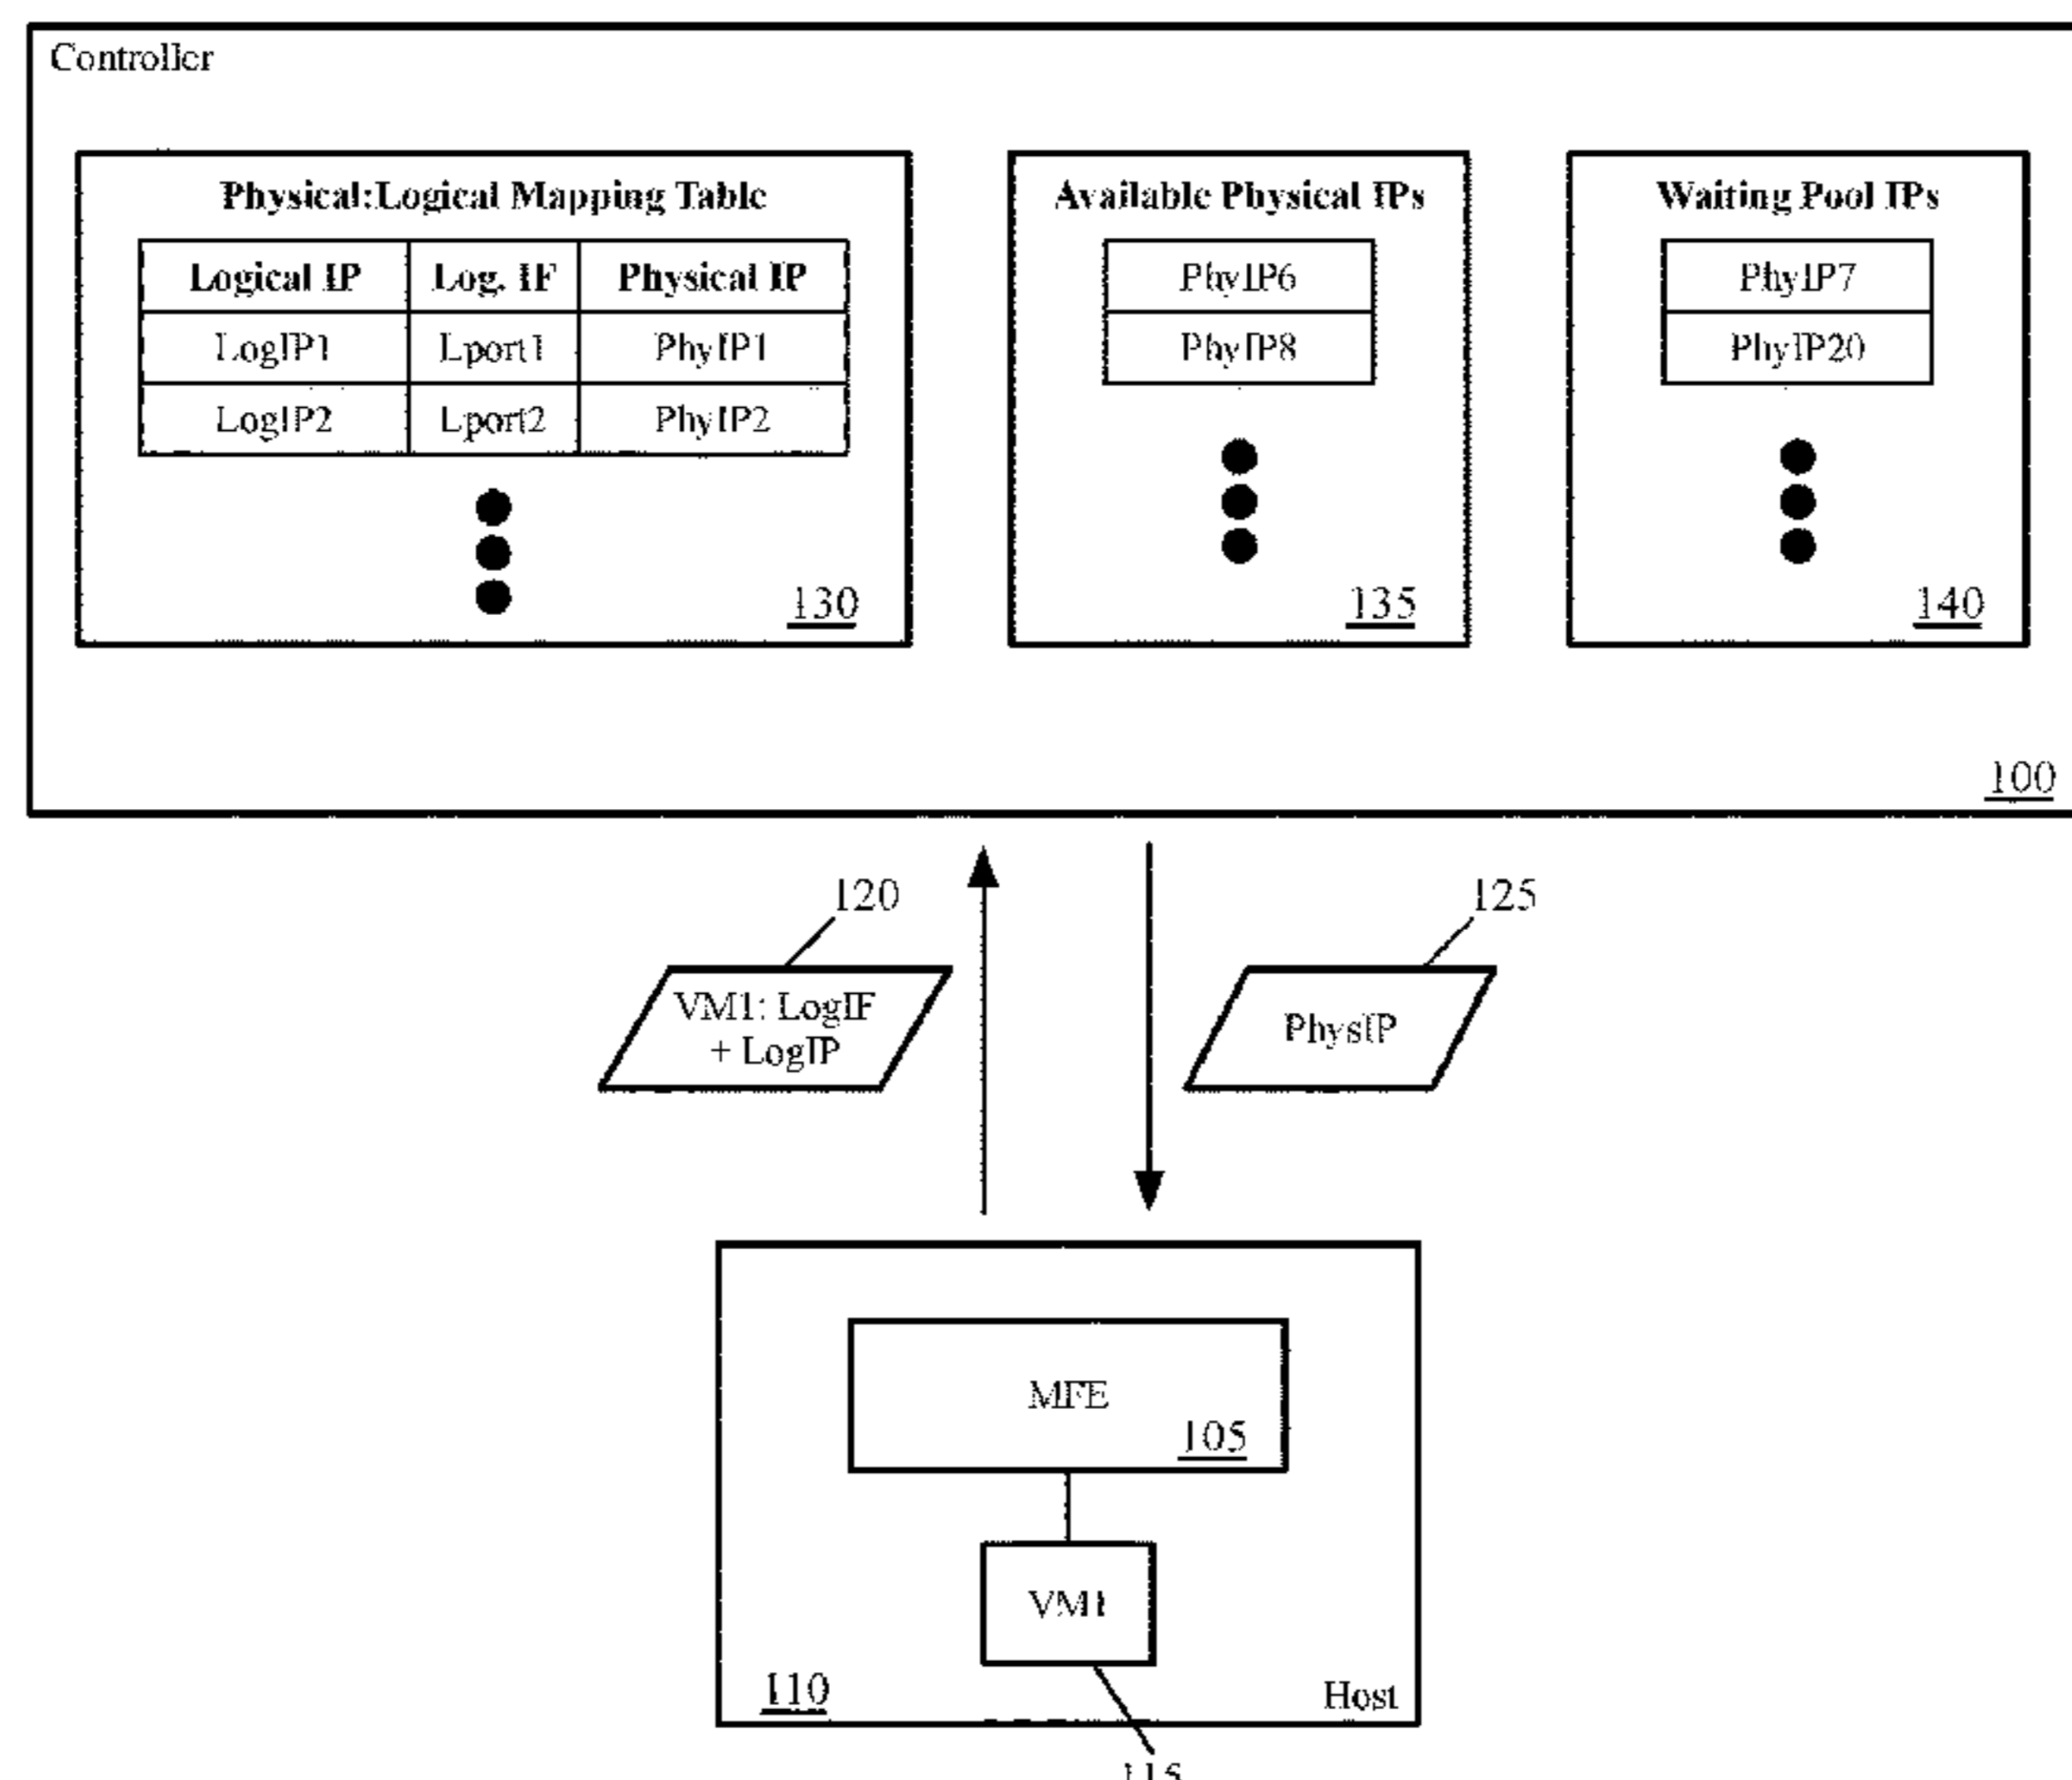 Controller
Physical:Logical Mapping Table
Logical IP Log. IF Physical IP
LogIP1 Lport1 PhyIP1
LogIP2 Lport2 PhyIP2
130
Available Physical IPs
PhyIP6
PhyIP8
135
Waiting Pool IPs
PhyIP7
PhyIP20
140
100
120
VM1: LogIF
+ LogIP
125
PhysIP
MFE
105
VM1
110
Host
115